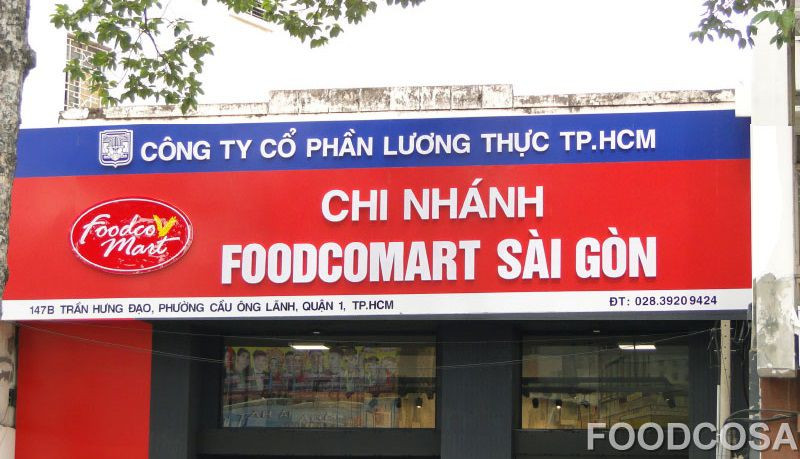 CÔNG TY CỔ PHẦN LƯƠNG THỰC TP.HCM
CHI NHÁNH
Foodco
Mart
FOODCOMART SÀI GÒN
147B TRẦN HƯNG ĐẠO, PHƯỜNG CẦU ÔNG LÃNH, QUẬN 1, TP.HCM
ĐT: 028.3920 9424
FOODCOSA